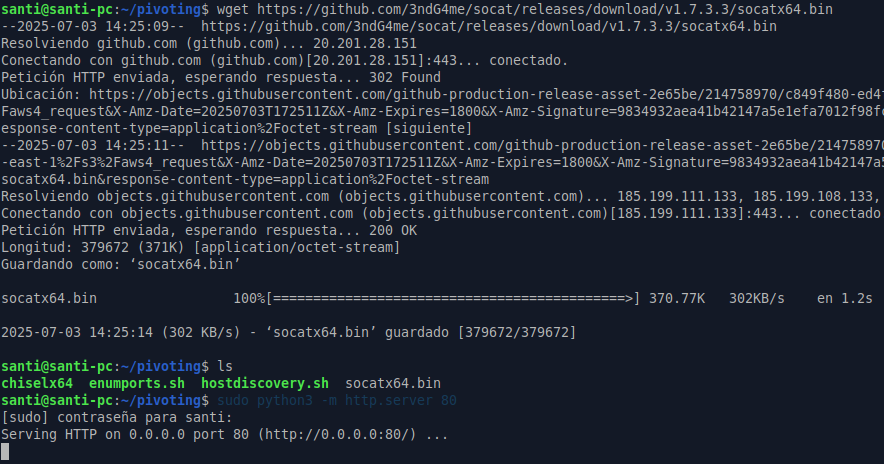 santi@santi-pc:~/pivoting$ wget https://github.com/3ndG4me/socat/releases/download/v1.7.3.3/socatx64.bin
--2025-07-03 14:25:09--  https://github.com/3ndG4me/socat/releases/download/v1.7.3.3/socatx64.bin
Resolviendo github.com (github.com)... 20.201.28.151
Conectando con github.com (github.com)[20.201.28.151]:443... conectado.
Petición HTTP enviada, esperando respuesta... 302 Found
Ubicación: https://objects.githubusercontent.com/github-production-release-asset-2e65be/214758970/c849f480-ed4
Faws4_request&X-Amz-Date=20250703T172511Z&X-Amz-Expires=1800&X-Amz-Signature=9834932aea41b42147a5e1efa7012f98f
esponse-content-type=application%2Foctet-stream [siguiente]
--2025-07-03 14:25:11--  https://objects.githubusercontent.com/github-production-release-asset-2e65be/214758970
-east-1%2Fs3%2Faws4_request&X-Amz-Date=20250703T172511Z&X-Amz-Expires=1800&X-Amz-Signature=9834932aea41b42147a5
socatx64.bin&response-content-type=application%2Foctet-stream
Resolviendo objects.githubusercontent.com (objects.githubusercontent.com)... 185.199.111.133, 185.199.108.133,
Conectando con objects.githubusercontent.com (objects.githubusercontent.com)[185.199.111.133]:443... conectado
Petición HTTP enviada, esperando respuesta... 200 OK
Longitud: 379672 (371K) [application/octet-stream]
Guardando como: ‘socatx64.bin’
socatx64.bin 100%[============================================>] 370.77K 302KB/s en 1.2s
2025-07-03 14:25:14 (302 KB/s) - ‘socatx64.bin’ guardado [379672/379672]
santi@santi-pc:~/pivoting$ ls
chiselx64  enumports.sh  hostdiscovery.sh  socatx64.bin
santi@santi-pc:~/pivoting$ sudo python3 -m http.server 80
[sudo] contraseña para santi:
Serving HTTP on 0.0.0.0 port 80 (http://0.0.0.0:80/) ...